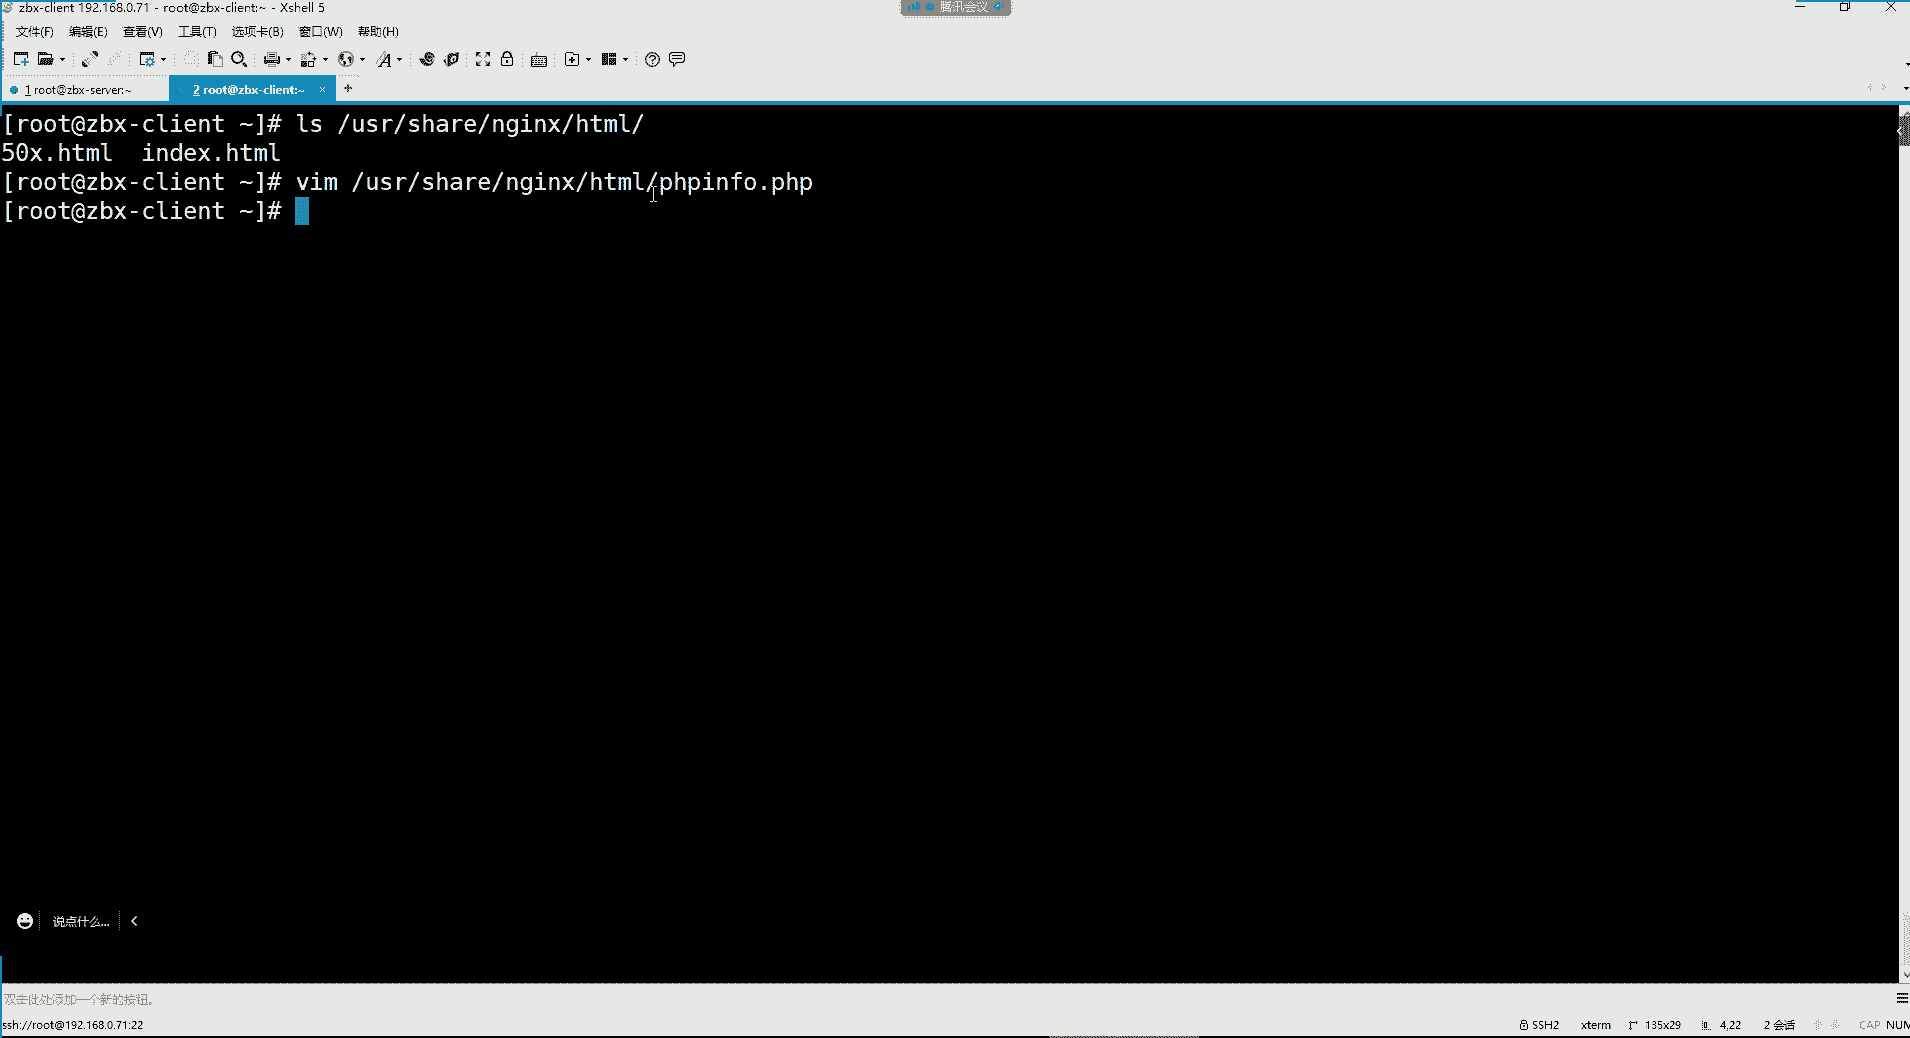 zbx-client 192.168.0.71 - root@zbx-client:~ - Xshell 5
腾讯会议
文件(F) 编辑(E) 查看(V) 工具(T) 选项卡(B) 窗口(W) 帮助(H)
1 root@zbx-server:~ 2 root@zbx-client:~ × +
[root@zbx-client ~]# ls /usr/share/nginx/html/
50x.html index.html
[root@zbx-client ~]# vim /usr/share/nginx/html/phpinfo.php
[root@zbx-client ~]#
说点什么...
双击此处添加一个新的按钮。
ssh://root@192.168.0.71:22 SSH2 xterm 135x29 4,22 2 会话 CAP NUM